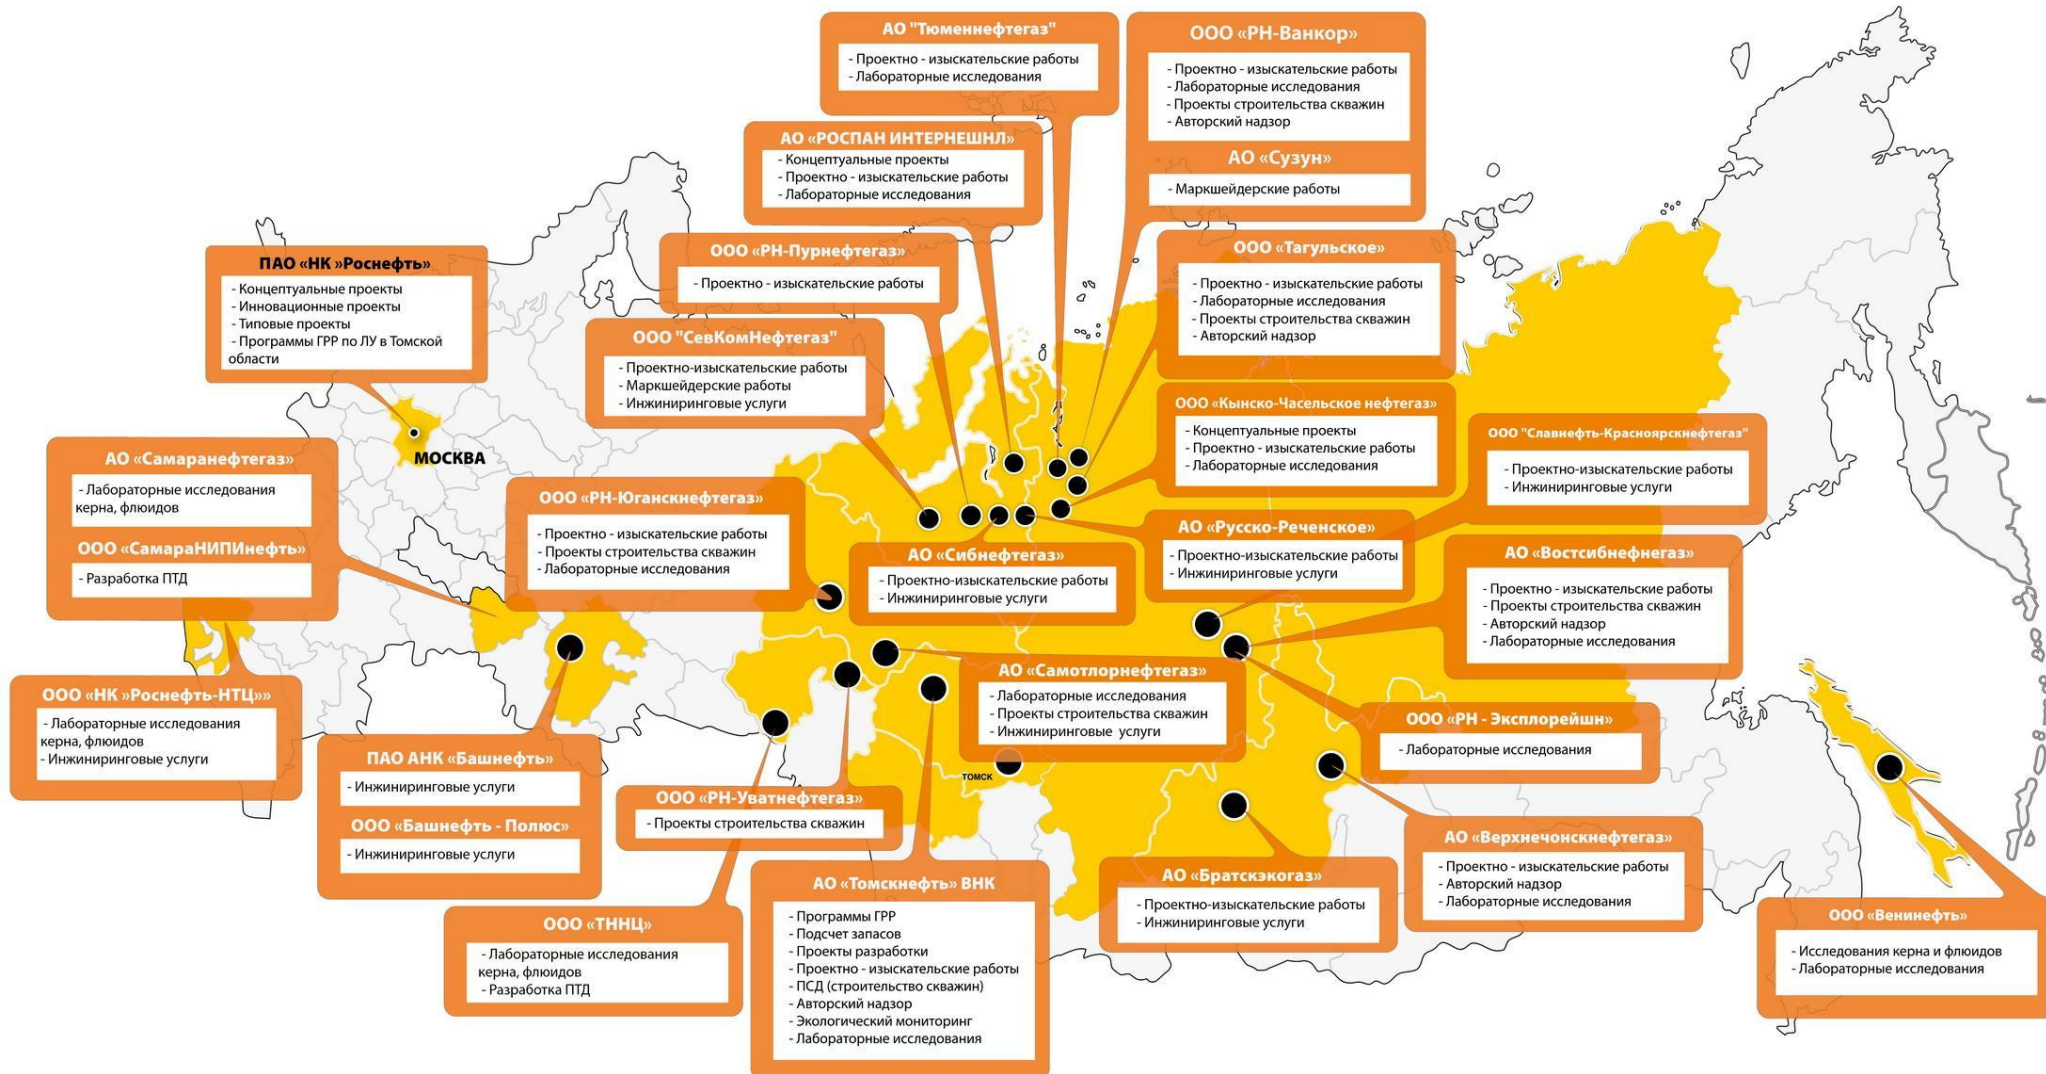 АО "Тюменнефтегаз"
- Проектно - изыскательские работы
- Лабораторные исследования
ООО «РН-Ванкор»
- Проектно - изыскательские работы
- Лабораторные исследования
- Проекты строительства скважин
- Авторский надзор
АО «Сузун»
- Маркшейдерские работы
АО «РОСПАН ИНТЕРНЕШНЛ»
- Концептуальные проекты
- Проектно - изыскательские работы
- Лабораторные исследования
ООО «РН-Пурнефтегаз»
- Проектно - изыскательские работы
ООО «Тагульское»
- Проектно - изыскательские работы
- Лабораторные исследования
- Проекты строительства скважин
- Авторский надзор
ПАО «НК »Роснефть»
- Концептуальные проекты
- Инновационные проекты
- Типовые проекты
- Программы ГРР по ЛУ в Томской
области
ООО "СевКомНефтегаз"
- Проектно-изыскательские работы
- Маркшейдерские работы
- Инжиниринговые услуги
ООО «Кынско-Часельское нефтегаз»
- Концептуальные проекты
- Проектно - изыскательские работы
- Лабораторные исследования
ООО "Славнефть-Красноярскнефтегаз"
- Проектно-изыскательские работы
- Инжиниринговые услуги
МОСКВА
АО «Самаранефтегаз»
- Лабораторные исследования
керна, флюидов
ООО «СамараНИПИнефть»
- Разработка ПТД
ООО «РН-Юганскнефтегаз»
- Проектно - изыскательские работы
- Проекты строительства скважин
- Лабораторные исследования
АО «Сибнефтегаз»
- Проектно-изыскательские работы
- Инжиниринговые услуги
АО «Русско-Реченское»
- Проектно-изыскательские работы
- Инжиниринговые услуги
АО «Востсибнефнегаз»
- Проектно - изыскательские работы
- Проекты строительства скважин
- Авторский надзор
- Лабораторные исследования
ООО «НК »Роснефть-НТЦ»»
- Лабораторные исследования
керна, флюидов
- Инжиниринговые услуги
АО «Самотлорнефтегаз»
- Лабораторные исследования
- Проекты строительства скважин
- Инжиниринговые услуги
ООО «РН - Эксплорейшн»
- Лабораторные исследования
ТОМСК
ПАО АНК «Башнефть»
- Инжиниринговые услуги
ООО «Башнефть - Полюс»
- Инжиниринговые услуги
ООО «РН-Уватнефтегаз»
- Проекты строительства скважин
АО «Верхнечонскнефтегаз»
- Проектно - изыскательские работы
- Авторский надзор
- Лабораторные исследования
АО «Томскнефть» ВНК
- Программы ГРР
- Подсчет запасов
- Проекты разработки
- Проектно - изыскательские работы
- ПСД (строительство скважин)
- Авторский надзор
- Экологический мониторинг
- Лабораторные исследования
АО «Братскэкогаз»
- Проектно-изыскательские работы
- Инжиниринговые услуги
ООО «ТННЦ»
- Лабораторные исследования
керна, флюидов
- Разработка ПТД
ООО «Венинефть»
- Исследования керна и флюидов
- Лабораторные исследования